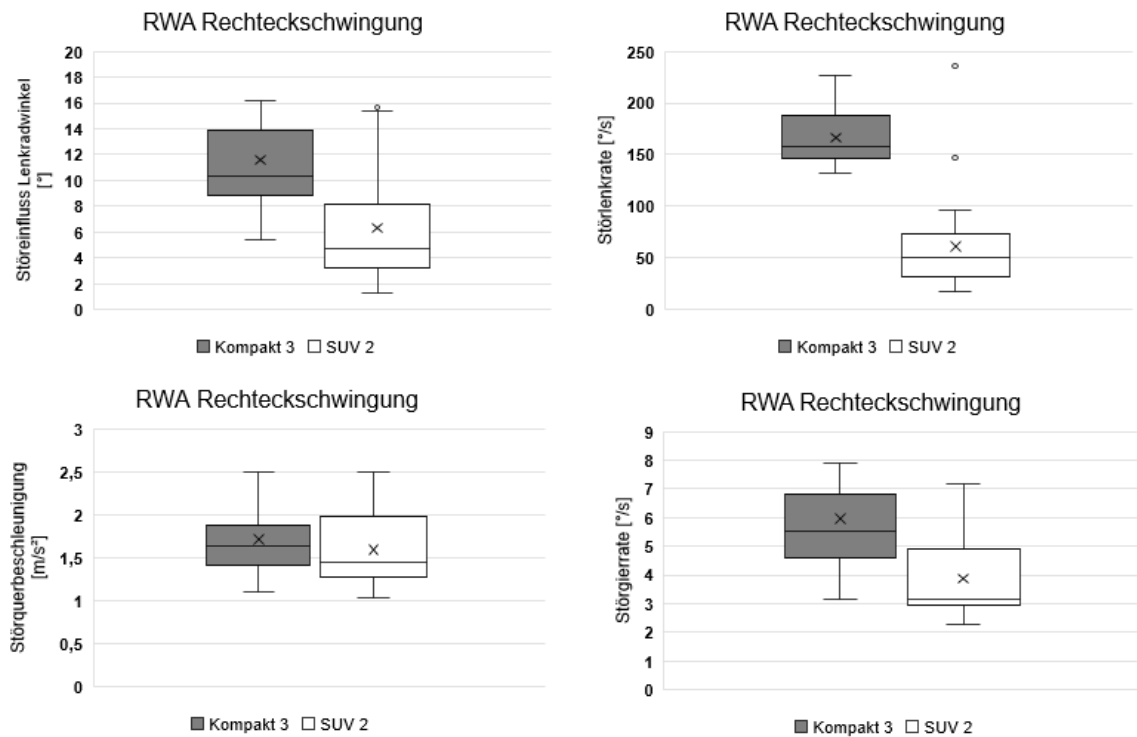 RWA Rechteckschwingung
Störeinfluss Lenkradwinkel
[°]
20
18
16
14
12
10
8
6
4
2
0
Kompakt 3 SUV 2
RWA Rechteckschwingung
Störlenkrate [°/s]
250
200
150
100
50
0
Kompakt 3 SUV 2
RWA Rechteckschwingung
Störquerbeschleunigung
[m/s²]
3
2,5
2
1,5
1
0,5
0
Kompakt 3 SUV 2
RWA Rechteckschwingung
Störgierrate [°/s]
9
8
7
6
5
4
3
2
1
0
Kompakt 3 SUV 2